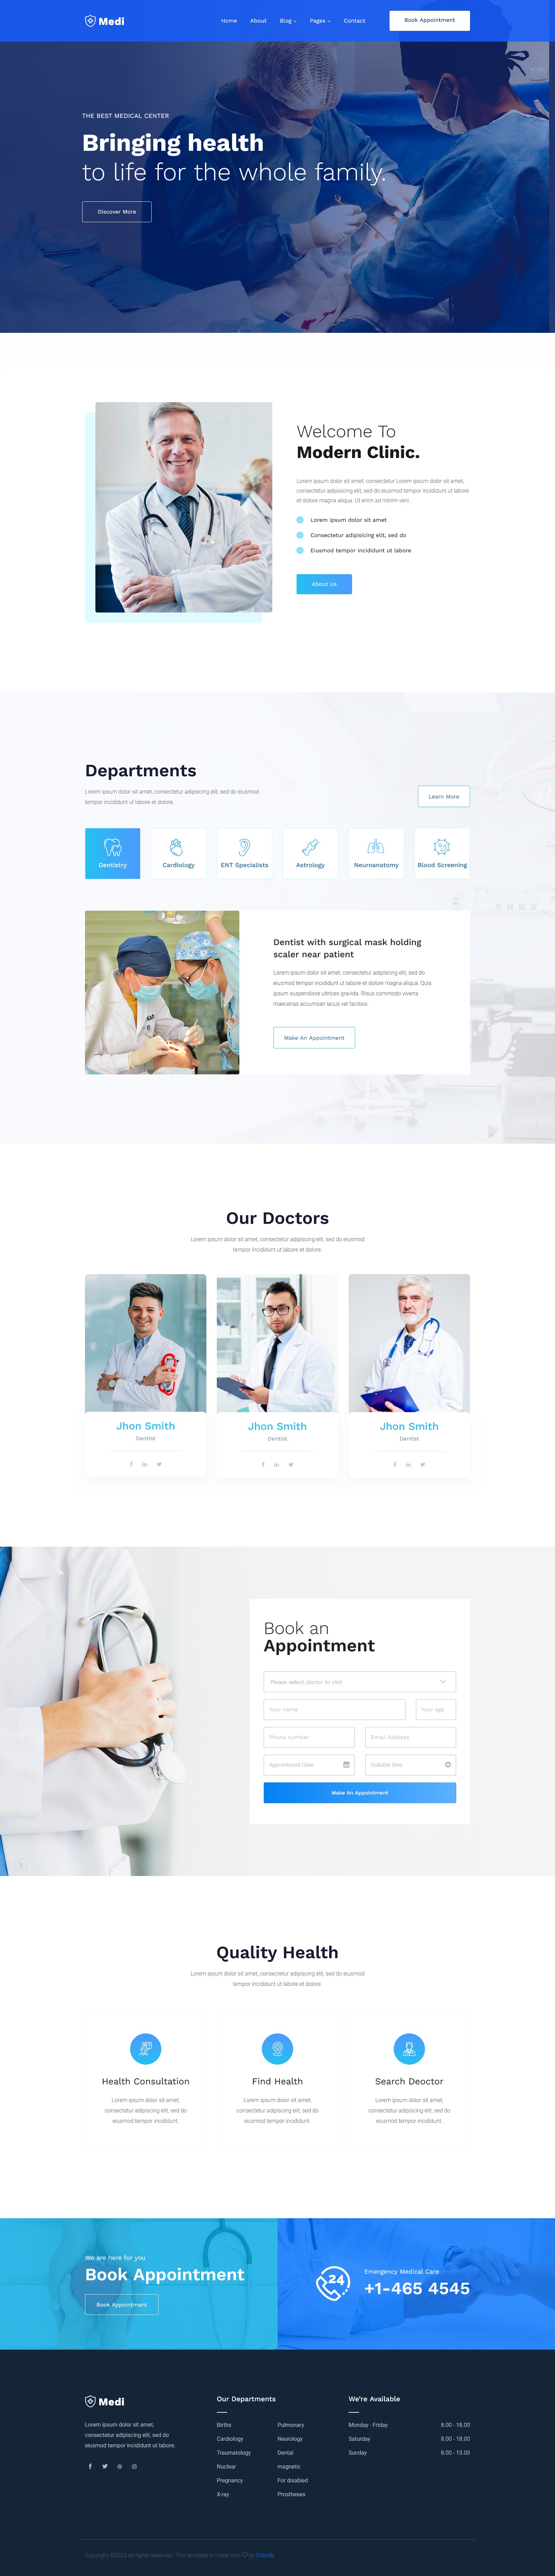 Medi
Home
About
Blog
Pages
Contact
Book Appointment
THE BEST MEDICAL CENTER
Bringing health
to life for the whole family.
Discover More
Welcome To
Modern Clinic.
Lorem ipsum dolor sit amet, consectetur Lorem ipsum dolor sit amet,
consectetur adipisicing elit, sed do eiusmod tempor incididunt ut labore
et dolore magna aliqua. Ut enim ad minim veni.
Lorem ipsum dolor sit amet
Consectetur adipisicing elit, sed do
Eiusmod tempor incididunt ut labore
About Us
Departments
Lorem ipsum dolor sit amet, consectetur adipiscing elit, sed do eiusmod
tempor incididunt ut labore et dolore.
Learn More
Dentistry
Cardiology
ENT Specialists
Astrology
Neuroanatomy
Blood Screening
Dentist with surgical mask holding
scaler near patient
Lorem ipsum dolor sit amet, consectetur adipiscing elit, sed do
eiusmod tempor incididunt ut labore et dolore magna aliqua. Quis
ipsum suspendisse ultrices gravida. Risus commodo viverra
maecenas accumsan lacus vel facilisis.
Make An Appointment
Our Doctors
Lorem ipsum dolor sit amet, consectetur adipiscing elit, sed do eiusmod
tempor incididunt ut labore et dolore.
Jhon Smith
Dentist
Jhon Smith
Dentist
Jhon Smith
Dentist
Book an
Appointment
Please select doctor to visit
Your name
Your age
Phone number
Email Address
Appointment Date
Suitable time
Make An Appointment
Quality Health
Lorem ipsum dolor sit amet, consectetur adipiscing elit, sed do eiusmod
tempor incididunt ut labore et dolore.
Health Consultation
Lorem ipsum dolor sit amet,
consectetur adipiscing elit, sed do
eiusmod tempor incididunt.
Find Health
Lorem ipsum dolor sit amet,
consectetur adipiscing elit, sed do
eiusmod tempor incididunt.
Search Deoctor
Lorem ipsum dolor sit amet,
consectetur adipiscing elit, sed do
eiusmod tempor incididunt.
We are here for you
Book Appointment
Book Appointment
24
Emergency Medical Care
+1-465 4545
Medi
Lorem ipsum dolor sit amet,
consectetur adipiscing elit, sed do
eiusmod tempor incididunt ut labore.
Our Departments
Births
Pulmonary
Cardiology
Neurology
Traumatology
Dental
Nuclear
magnetic
Pregnancy
For disabled
X-ray
Prostheses
We're Available
Monday - Friday 8.00 - 18.00
Saturday 8.00 - 18.00
Sunday 8.00 - 13.00
Copyright ©2023 All rights reserved | This template is made with ♡ by Colorlib